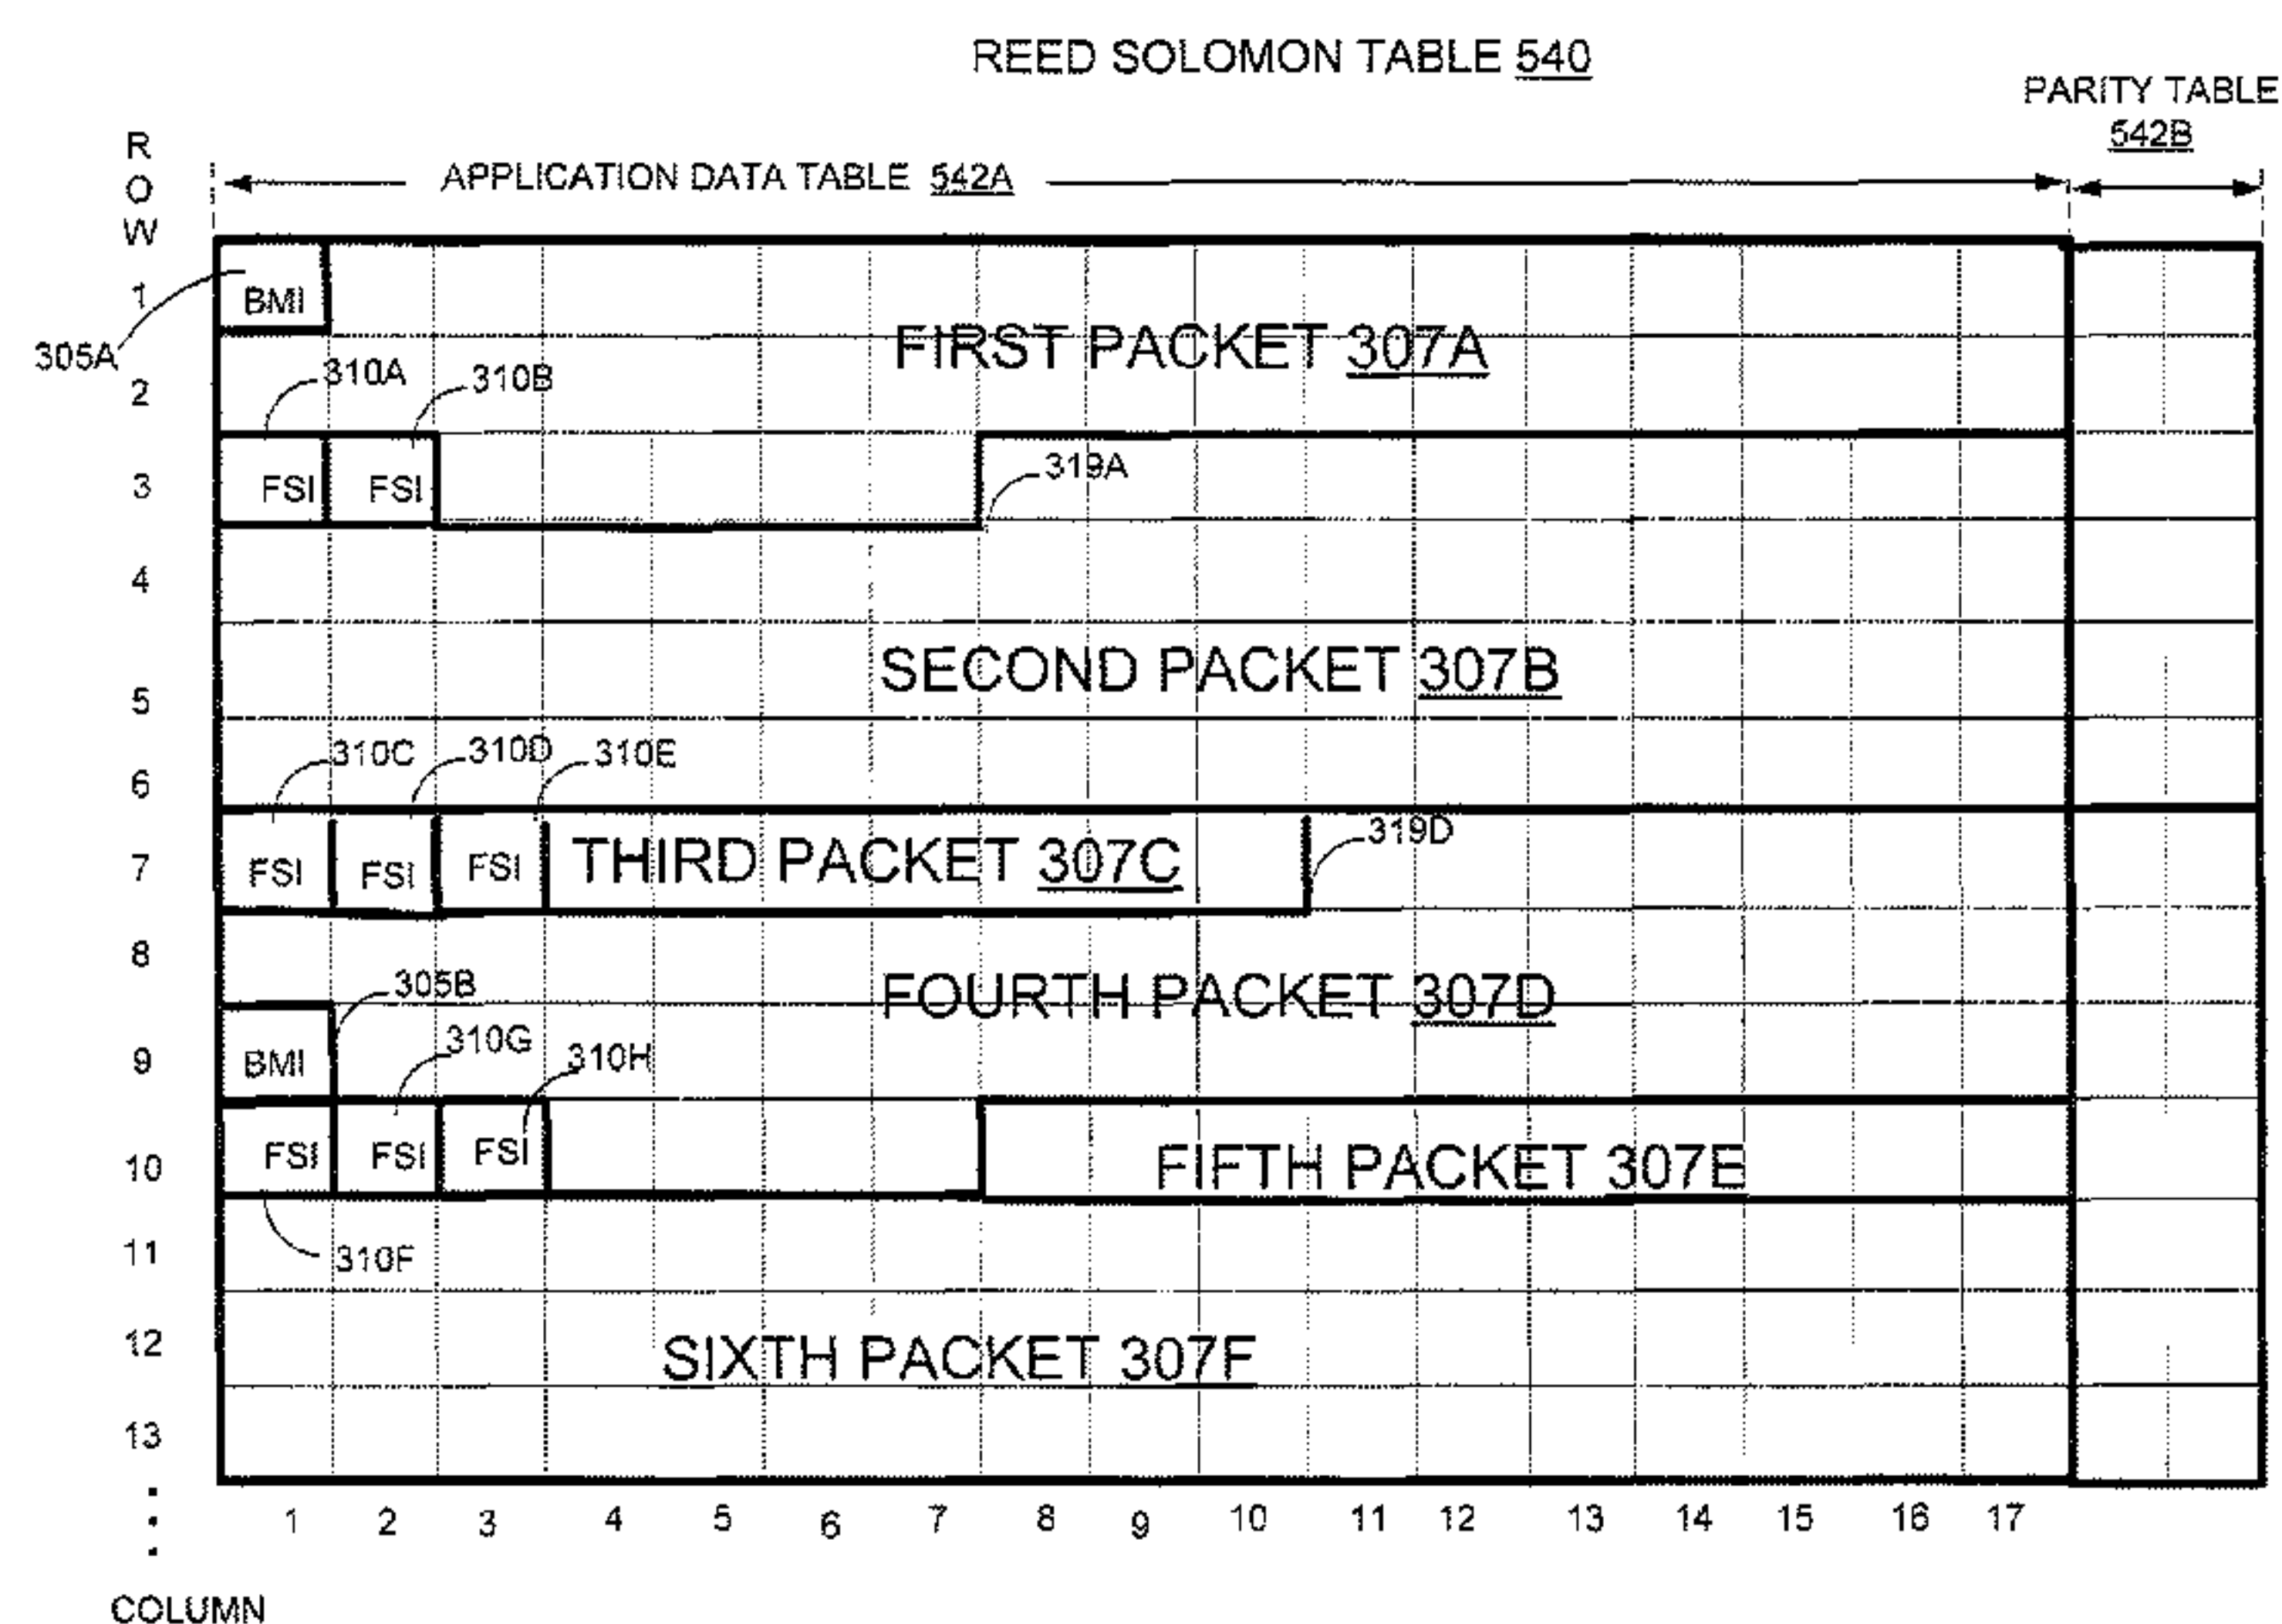 REED SOLOMON TABLE 540
PARITY TABLE
542B
R
O
W
APPLICATION DATA TABLE 542A
1
BMI
305A
FIRST PACKET 307A
2
310A
310B
3
FSI
FSI
319A
4
SECOND PACKET 307B
5
310C
310D
310E
6
7
FSI
FSI
FSI
THIRD PACKET 307C
319D
8
305B
FOURTH PACKET 307D
9
BMI
310G
310H
10
FSI
FSI
FSI
FIFTH PACKET 307E
11
310F
12
SIXTH PACKET 307F
13
1 2 3 4 5 6 7 8 9 10 11 12 13 14 15 16 17
COLUMN